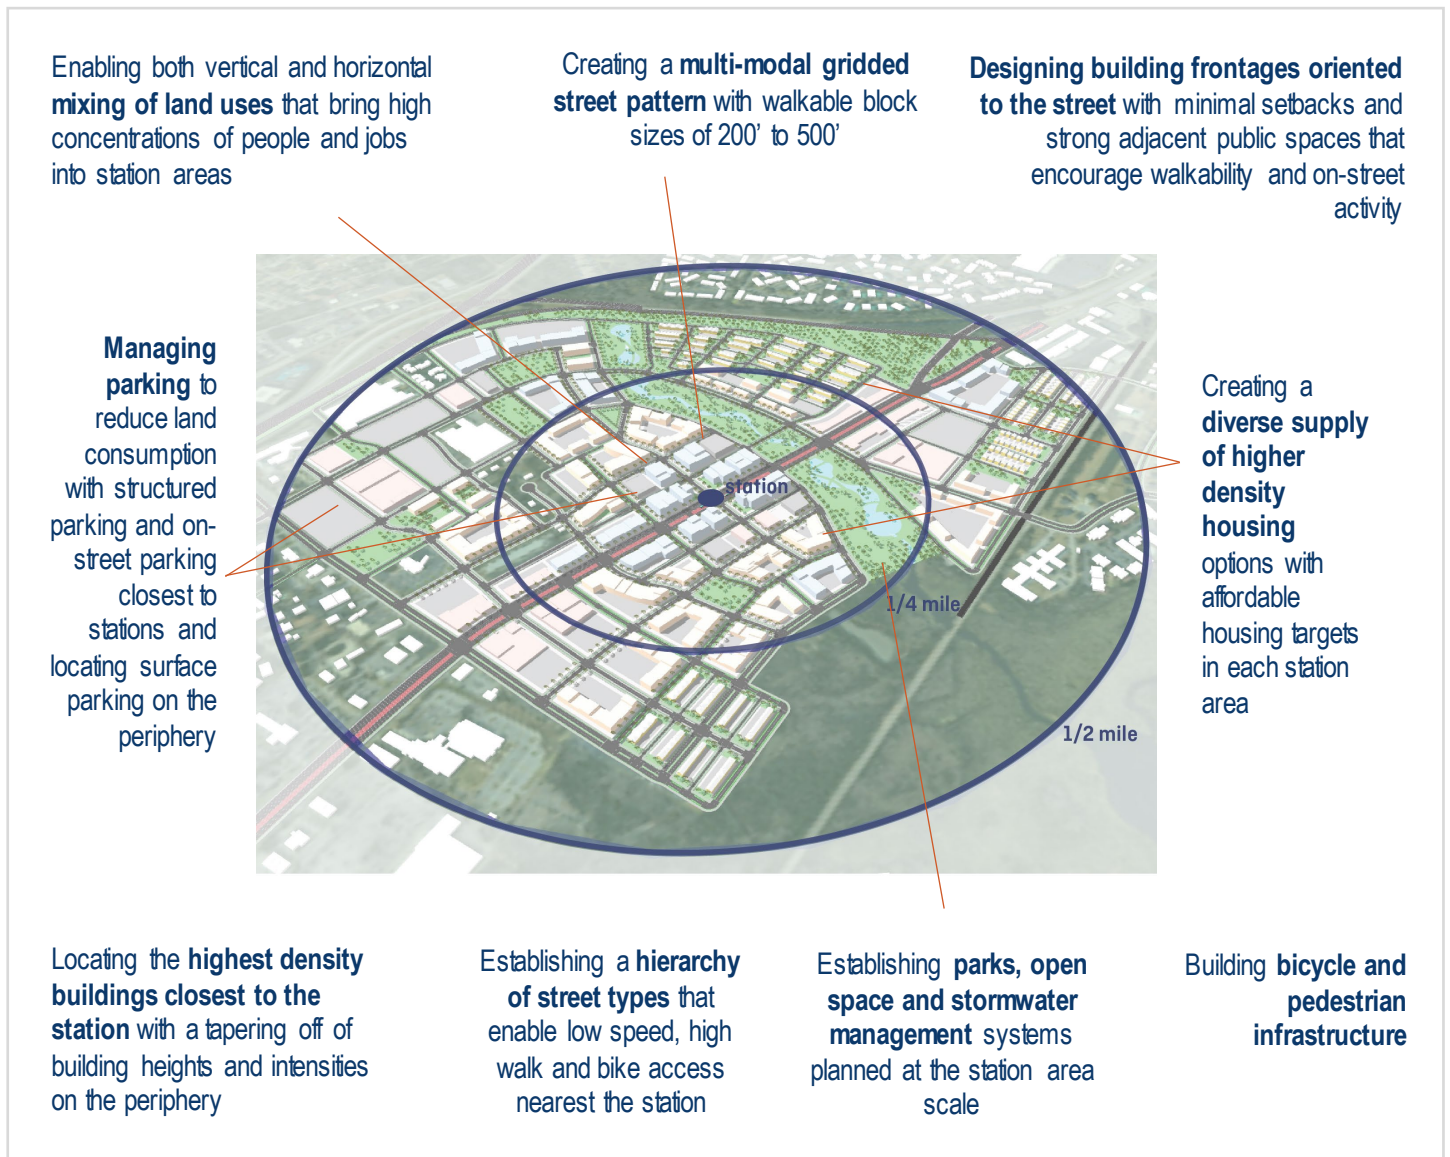 Enabling both vertical and horizontal
mixing of land uses that bring high
concentrations of people and jobs
into station areas
Creating a multi-modal gridded
street pattern with walkable block
sizes of 200’ to 500’
Designing building frontages oriented
to the street with minimal setbacks and
strong adjacent public spaces that
encourage walkability and on-street
activity
Managing
parking to
reduce land
consumption
with structured
parking and on-
street parking
closest to
stations and
locating surface
parking on the
periphery
station
1/4 mile
1/2 mile
Creating a
diverse supply
of higher
density
housing
options with
affordable
housing targets
in each station
area
Locating the highest density
buildings closest to the
station with a tapering off of
building heights and intensities
on the periphery
Establishing a hierarchy
of street types that
enable low speed, high
walk and bike access
nearest the station
Establishing parks, open
space and stormwater
management systems
planned at the station area
scale
Building bicycle and
pedestrian
infrastructure